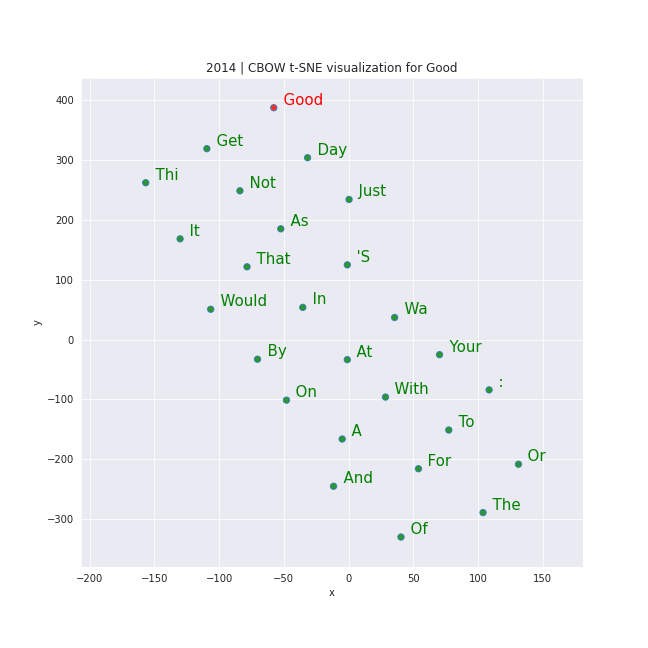 2014 | CBOW t-SNE visualization for Good
400
Good
Get
Day
300
Thi
Not
Just
As
200
It
'S
That
100
Would
In
Wa
0
By
At
Your
:
With
-100
On
To
A
Or
For
-200
And
The
-300
Of
y
-200
-150
-100
-50
0
50
100
150
x